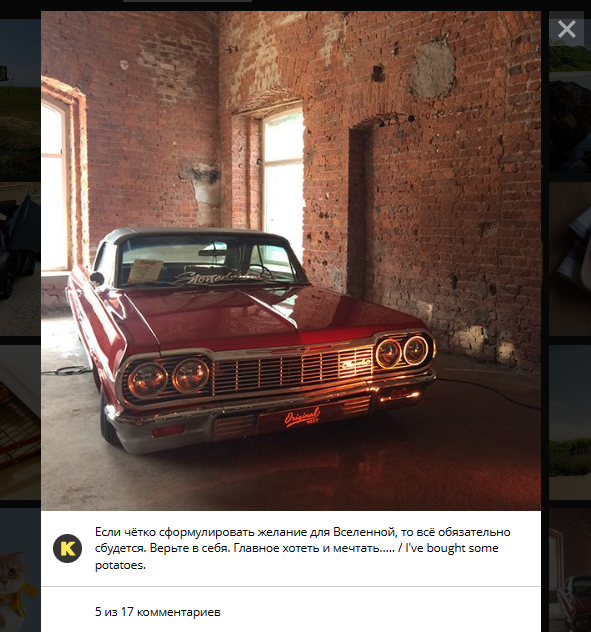 Original
Если чётко сформулировать желание для Вселенной, то всё обязательно
K
сбудется. Верьте в себя. Главное хотеть и мечтать..... / I've bought some
potatoes.
5 из 17 комментариев